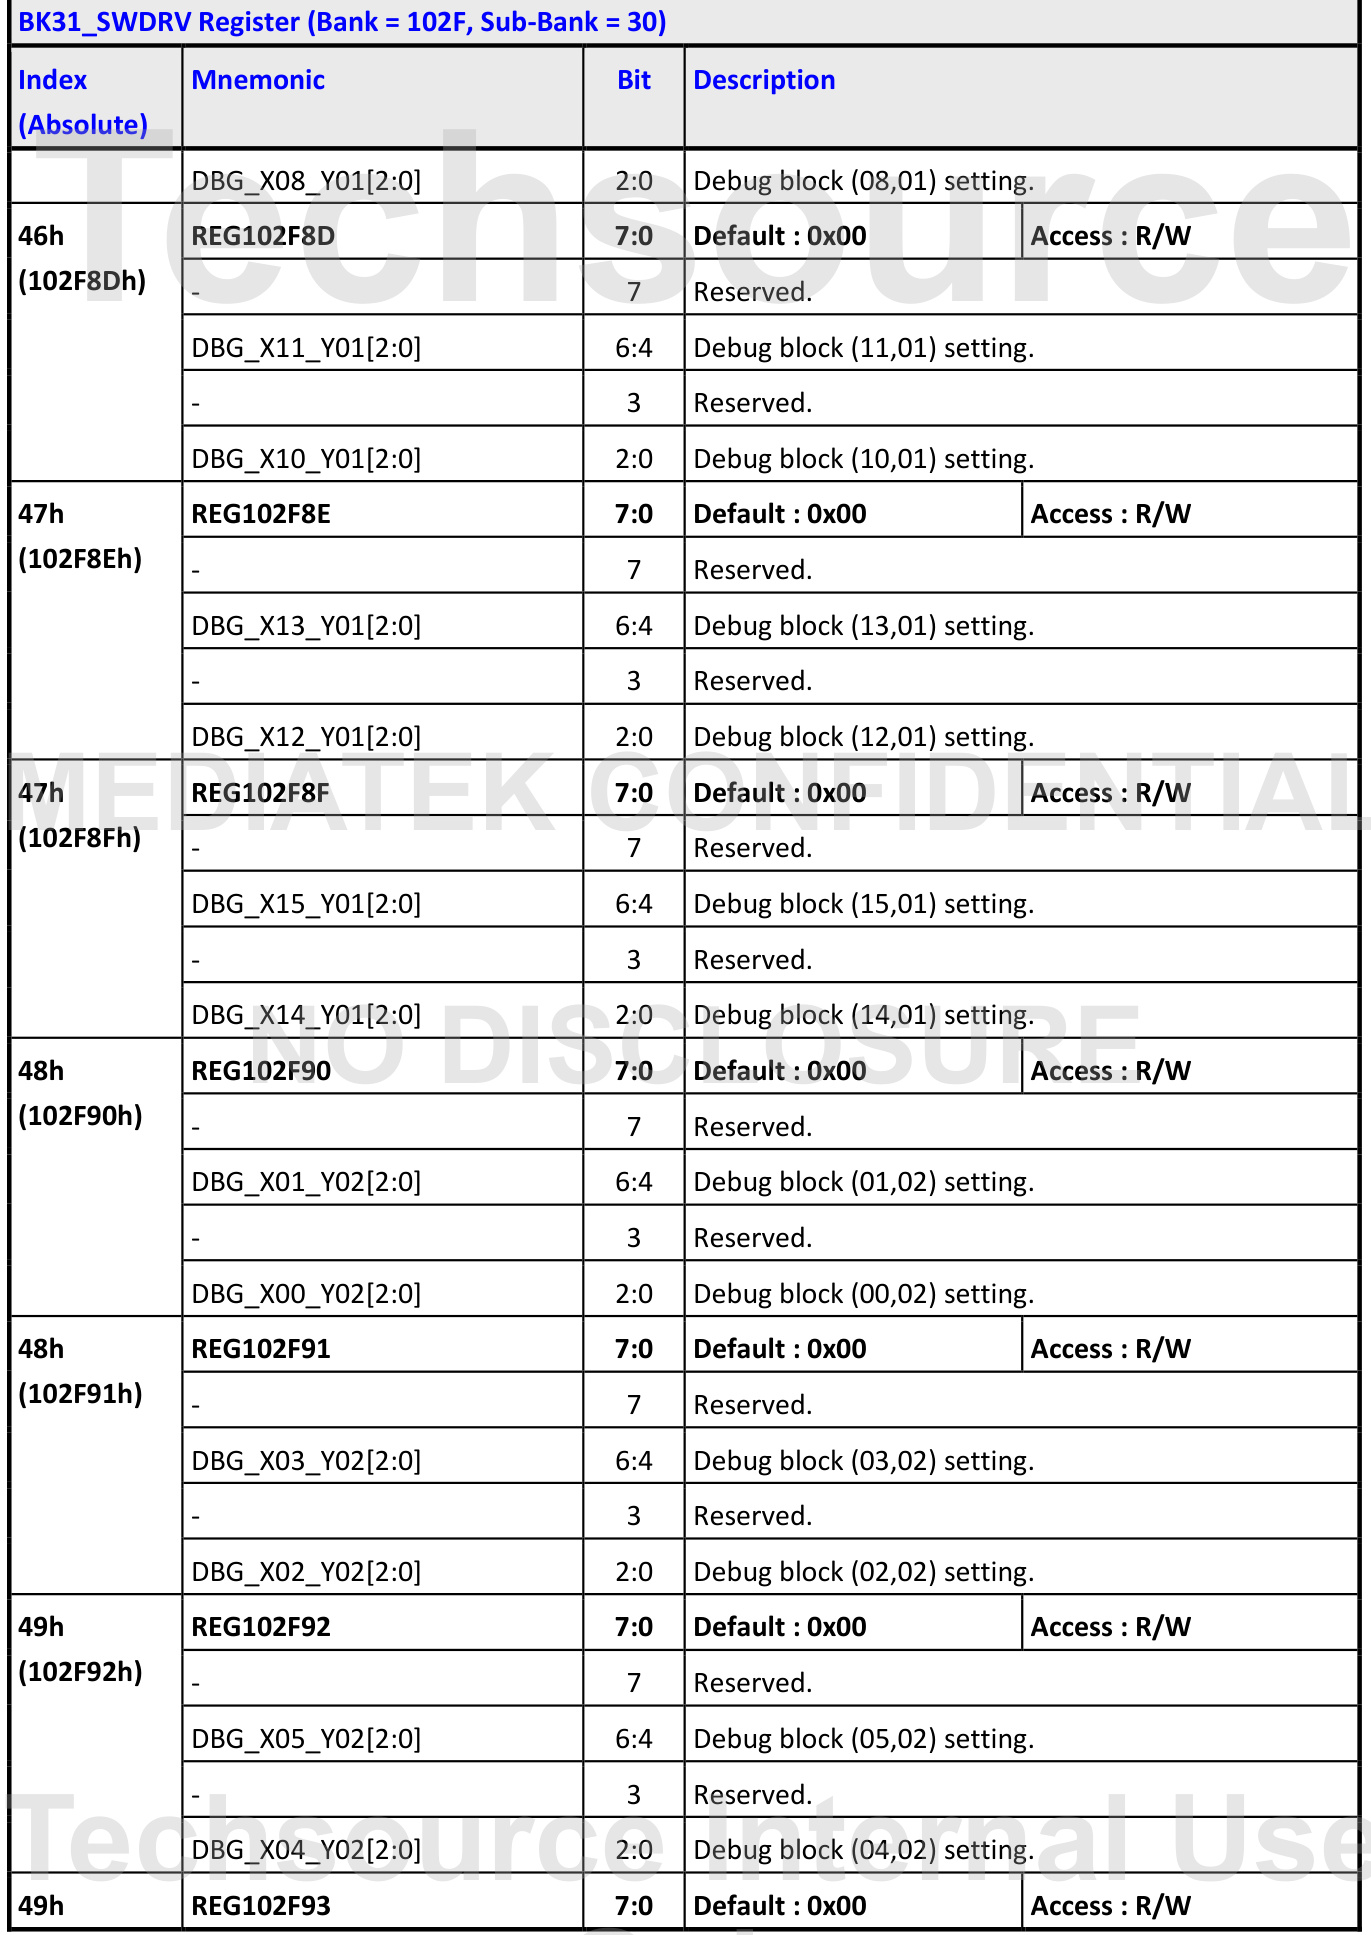 BK31_SWDRV Register (Bank = 102F, Sub-Bank = 30)
Index (Absolute) Mnemonic Bit Description
DBG_X08_Y01[2:0] 2:0 Debug block (08,01) setting.
46h REG102F8D 7:0 Default : 0x00 Access : R/W
(102F8Dh) - 7 Reserved.
DBG_X11_Y01[2:0] 6:4 Debug block (11,01) setting.
- 3 Reserved.
DBG_X10_Y01[2:0] 2:0 Debug block (10,01) setting.
47h REG102F8E 7:0 Default : 0x00 Access : R/W
(102F8Eh) - 7 Reserved.
DBG_X13_Y01[2:0] 6:4 Debug block (13,01) setting.
- 3 Reserved.
DBG_X12_Y01[2:0] 2:0 Debug block (12,01) setting.
47h REG102F8F 7:0 Default : 0x00 Access : R/W
(102F8Fh) - 7 Reserved.
DBG_X15_Y01[2:0] 6:4 Debug block (15,01) setting.
- 3 Reserved.
DBG_X14_Y01[2:0] 2:0 Debug block (14,01) setting.
48h REG102F90 7:0 Default : 0x00 Access : R/W
(102F90h) - 7 Reserved.
DBG_X01_Y02[2:0] 6:4 Debug block (01,02) setting.
- 3 Reserved.
DBG_X00_Y02[2:0] 2:0 Debug block (00,02) setting.
48h REG102F91 7:0 Default : 0x00 Access : R/W
(102F91h) - 7 Reserved.
DBG_X03_Y02[2:0] 6:4 Debug block (03,02) setting.
- 3 Reserved.
DBG_X02_Y02[2:0] 2:0 Debug block (02,02) setting.
49h REG102F92 7:0 Default : 0x00 Access : R/W
(102F92h) - 7 Reserved.
DBG_X05_Y02[2:0] 6:4 Debug block (05,02) setting.
- 3 Reserved.
DBG_X04_Y02[2:0] 2:0 Debug block (04,02) setting.
49h REG102F93 7:0 Default : 0x00 Access : R/W
Techsource
MEDIATEK CONFIDENTIAL
NO DISCLOSURE
Techsource Internal Use